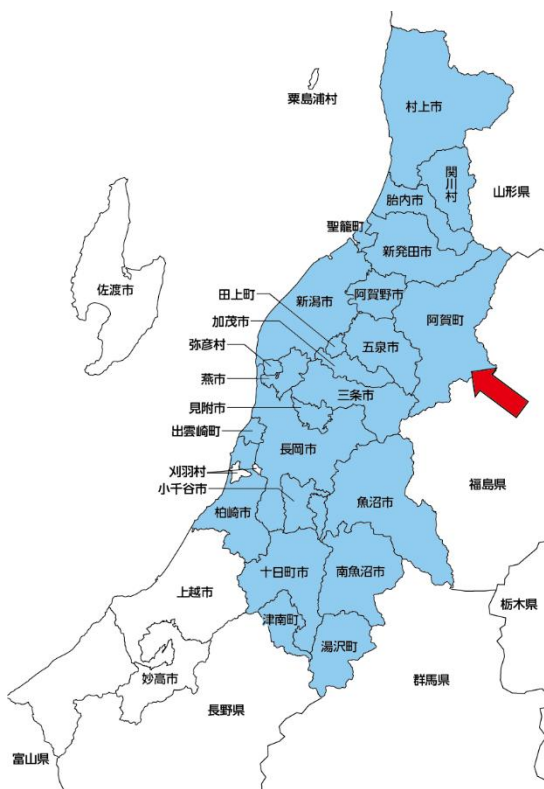 粟島浦村
村上市
関川村
山形県
胎内市
聖籠町
新発田市
佐渡市
田上町
新潟市
阿賀野市
阿賀町
加茂市
五泉市
弥彦村
燕市
三条市
見附市
出雲崎町
長岡市
刈羽村
小千谷市
魚沼市
福島県
柏崎市
十日町市
南魚沼市
上越市
栃木県
津南町
湯沢町
妙高市
群馬県
長野県
富山県